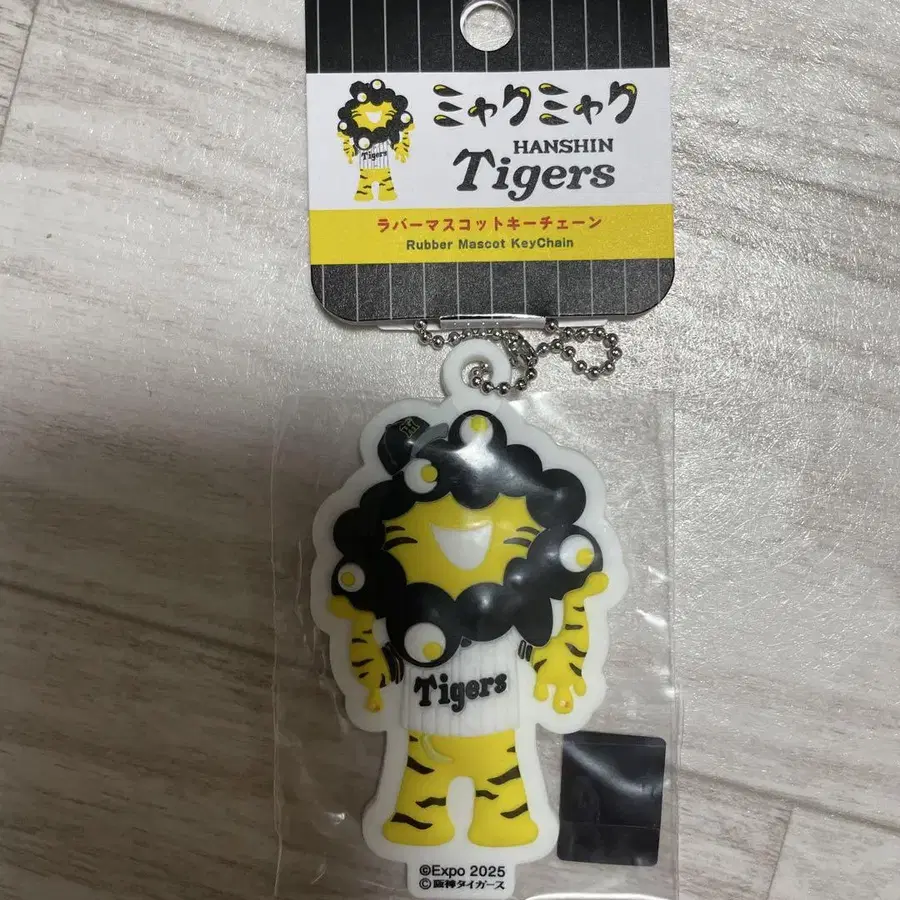 ミャクミャク
HANSHIN
Tigers
Tigers
ラバーマスコットキーチェーン
Rubber Mascot KeyChain
H
Tigers
©Expo 2025
©阪神タイガース